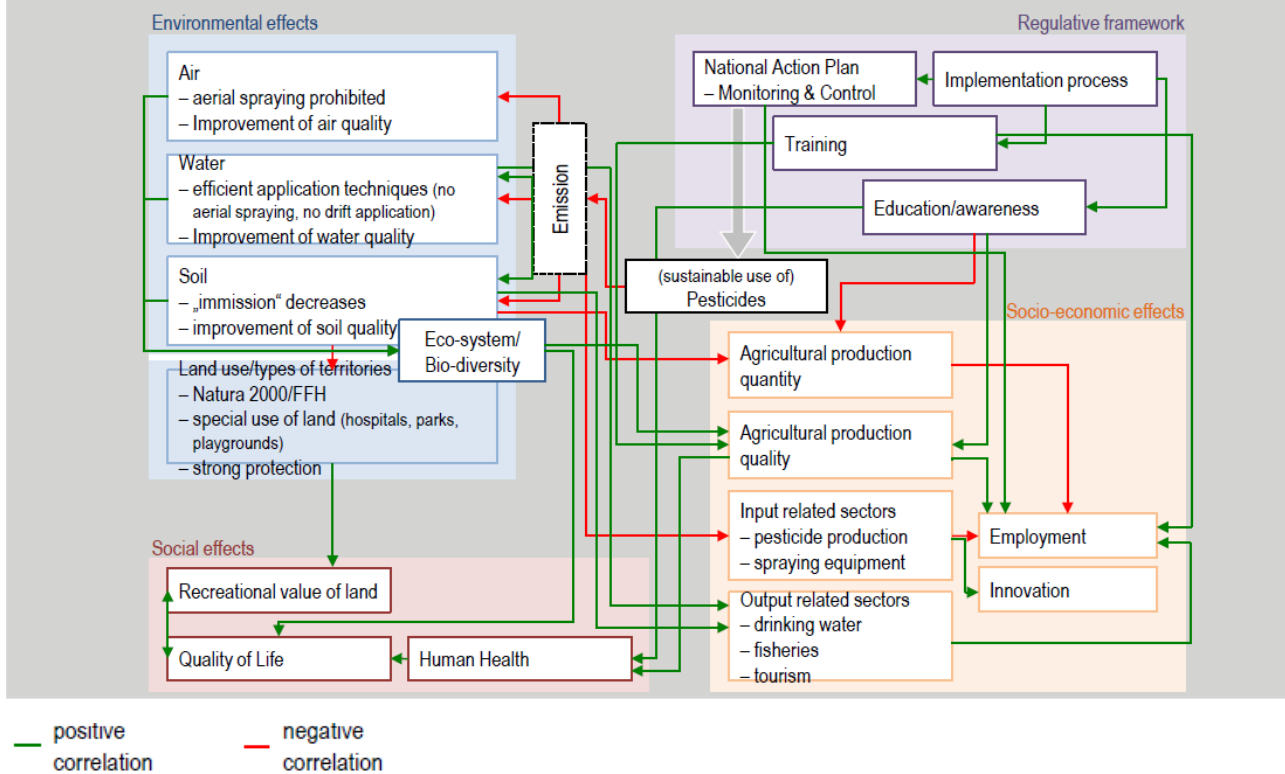 Environmental effects
Air
– aerial spraying prohibited
– Improvement of air quality
Water
– efficient application techniques (no
aerial spraying, no drift application)
– Improvement of water quality
Soil
– „immission“ decreases
– improvement of soil quality
Eco-system/
Bio-diversity
Land use/types of territories
– Natura 2000/FFH
– special use of land (hospitals, parks,
playgrounds)
– strong protection
Emission
Regulative framework
National Action Plan
– Monitoring & Control
Implementation process
Training
Education/awareness
(sustainable use of)
Pesticides
Socio-economic effects
Agricultural production
quantity
Agricultural production
quality
Input related sectors
– pesticide production
– spraying equipment
Employment
Innovation
Output related sectors
– drinking water
– fisheries
– tourism
Social effects
Recreational value of land
Quality of Life
Human Health
positive
correlation
negative
correlation